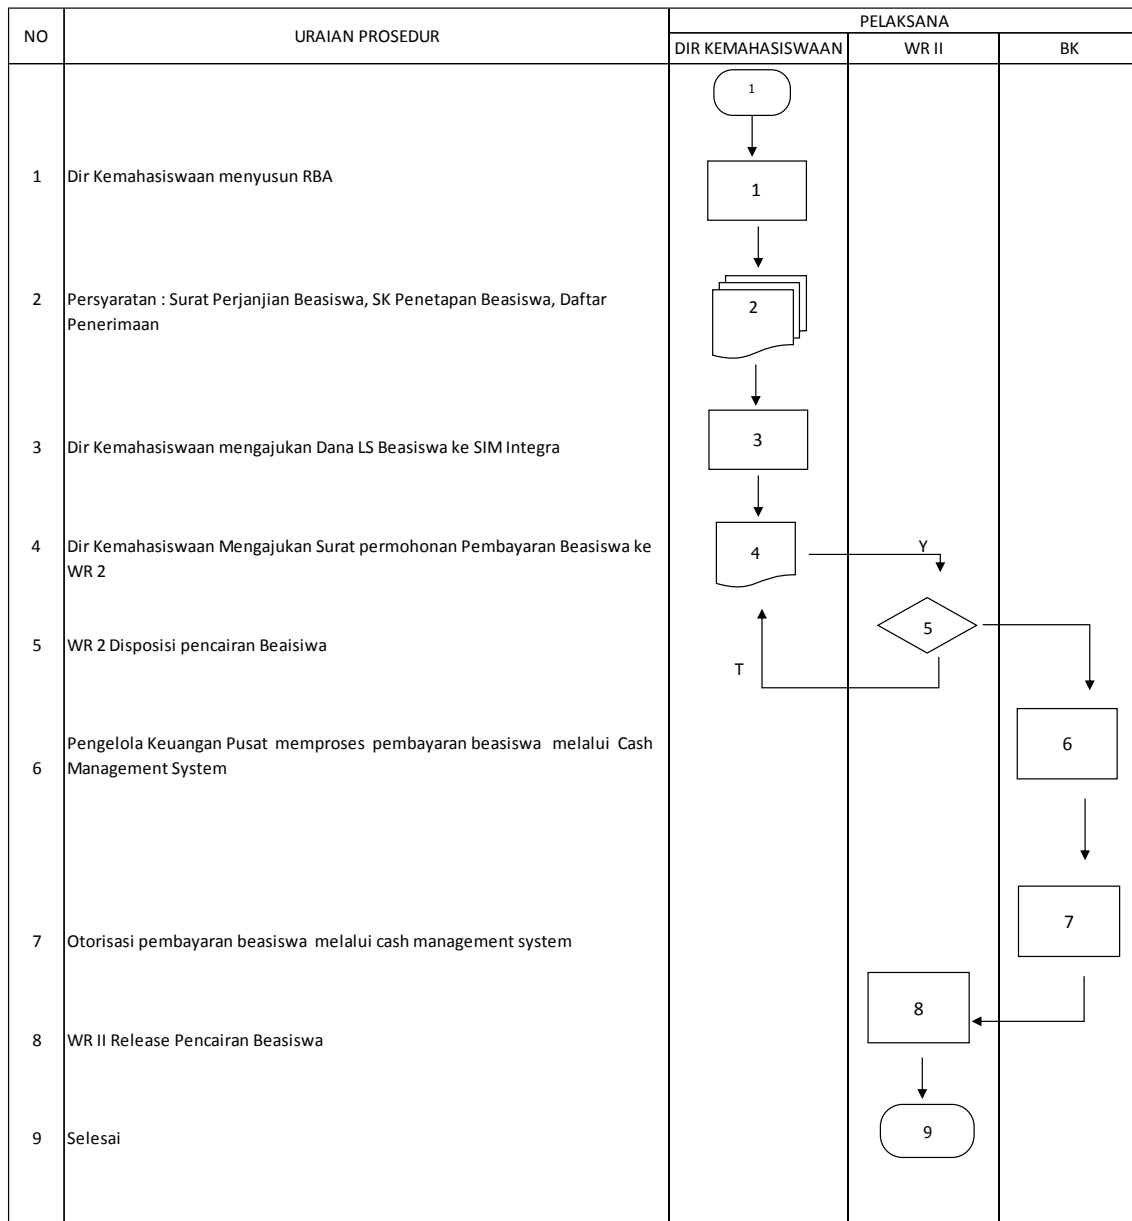 NO
URAIAN PROSEDUR
PELAKSANA
DIR KEMAHASISWAAN
WR II
BK
1
1
Dir Kemahasiswaan menyusun RBA
1
2
Persyaratan : Surat Perjanjian Beasiswa, SK Penetapan Beasiswa, Daftar
Penerimaan
2
3
Dir Kemahasiswaan mengajukan Dana LS Beasiswa ke SIM Integra
3
4
Dir Kemahasiswaan Mengajukan Surat permohonan Pembayaran Beasiswa ke
WR 2
4
Y
5
WR 2 Disposisi pencairan Beaisiwa
5
T
6
Pengelola Keuangan Pusat memproses pembayaran beasiswa melalui Cash
Management System
6
7
Otorisasi pembayaran beasiswa melalui cash management system
7
8
WR II Release Pencairan Beasiswa
8
9
Selesai
9